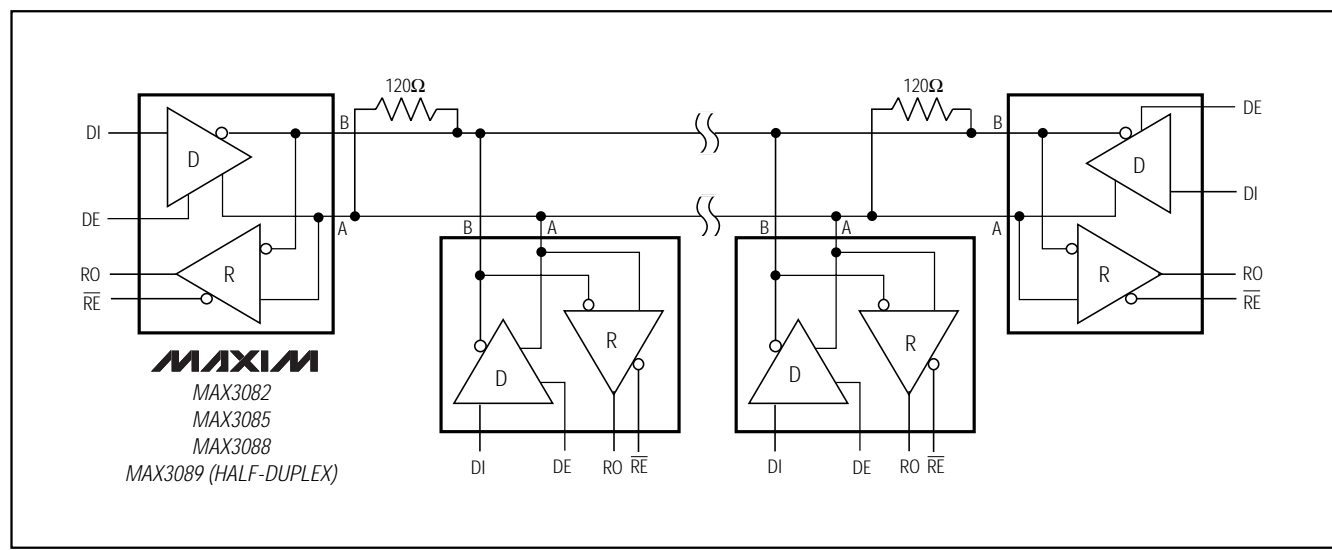 120Ω
120Ω
B
B
DE
DI
D
D
DI
DE
A
B
A
B
A
A
RO
R
R
RO
RE
RE
R
R
D
D
MAXIM
MAX3082
MAX3085
MAX3088
MAX3089 (HALF-DUPLEX)
DI
DE
RO
RE
DI
DE
RO
RE